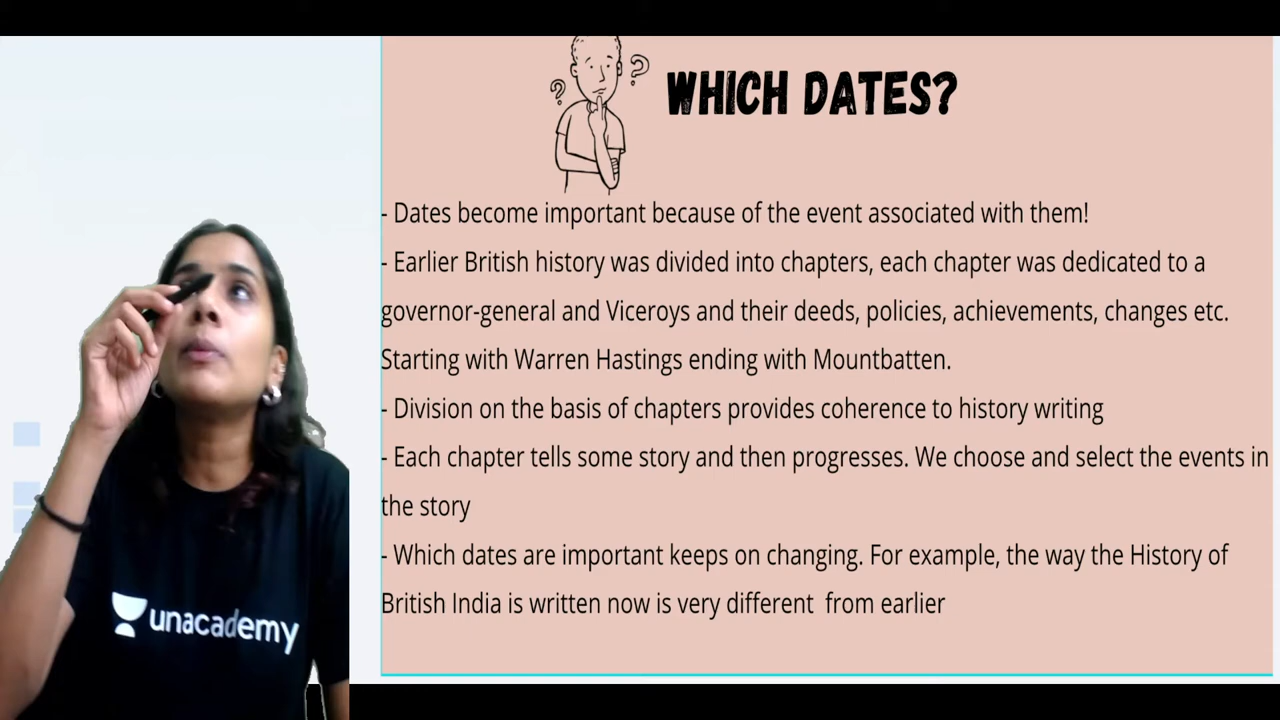 WHICH DATES?
- Dates become important because of the event associated with them!
- Earlier British history was divided into chapters, each chapter was dedicated to a
governor-general and Viceroys and their deeds, policies, achievements, changes etc.
Starting with Warren Hastings ending with Mountbatten.
- Division on the basis of chapters provides coherence to history writing
- Each chapter tells some story and then progresses. We choose and select the events in
the story
- Which dates are important keeps on changing. For example, the way the History of
British India is written now is very different  from earlier
unacademy